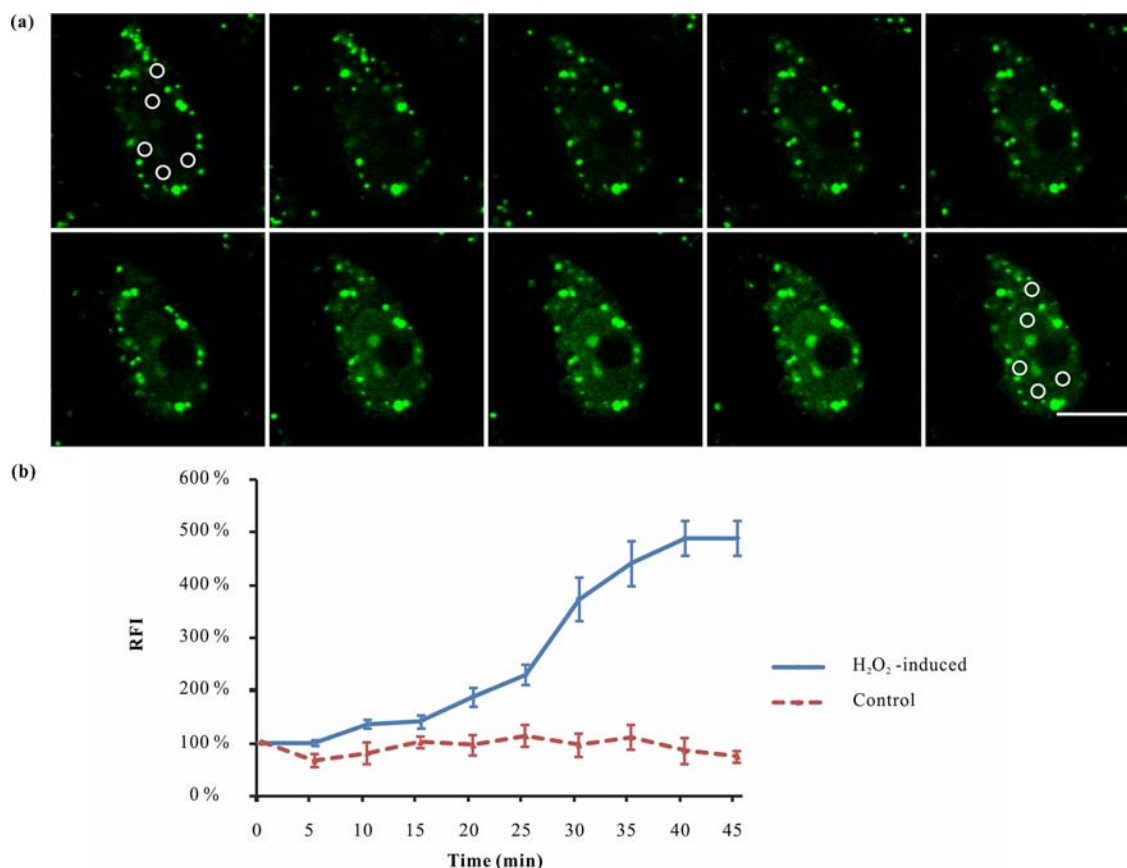 (a)
(b)
600 %
500 %
400 %
300 %
200 %
100 %
0 %
RFI
0 5 10 15 20 25 30 35 40 45
Time (min)
H₂O₂ -induced
Control